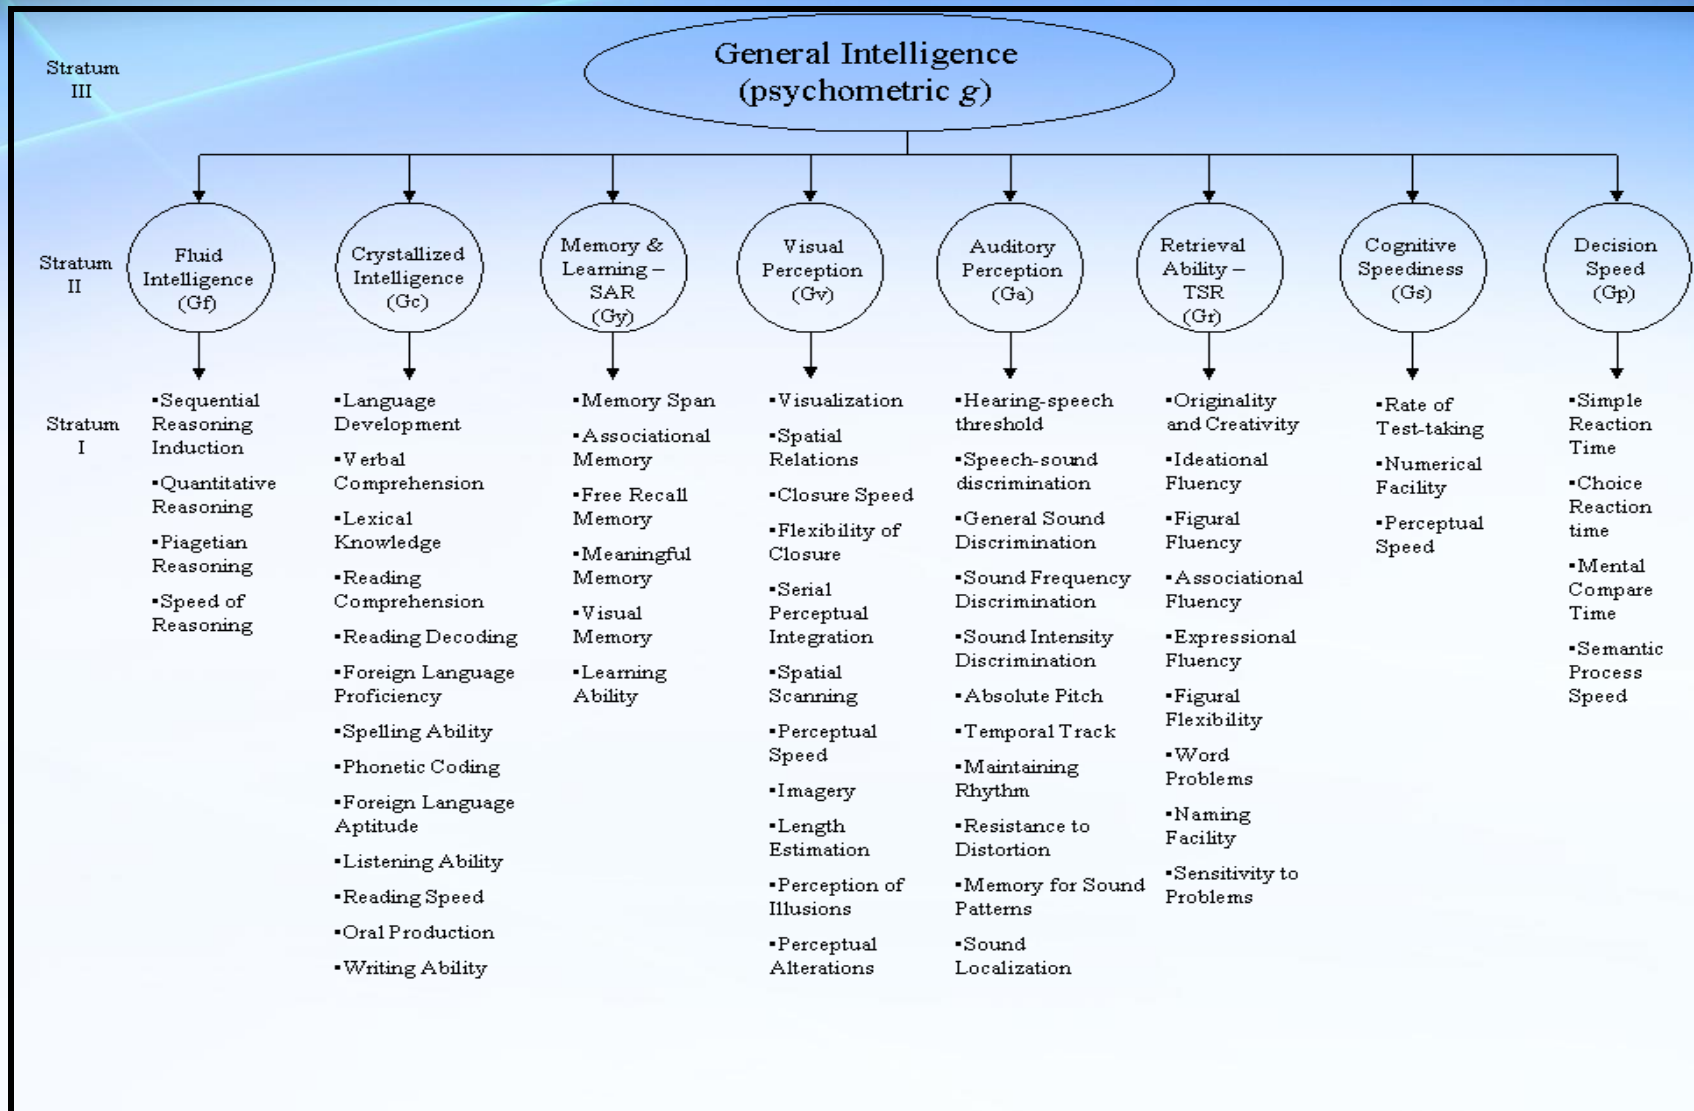 General Intelligence
(psychometric g)
Stratum
III
Stratum
II
Fluid
Intelligence
(Gf)
Crystallized
Intelligence
(Gc)
Memory &
Learning –
SAR
(Gy)
Visual
Perception
(Gv)
Auditory
Perception
(Ga)
Retrieval
Ability –
TSR
(Gr)
Cognitive
Speediness
(Gs)
Decision
Speed
(Gp)
Stratum
I
▪Sequential
Reasoning
Induction
▪Quantitative
Reasoning
▪Piagetian
Reasoning
▪Speed of
Reasoning
▪Language
Development
▪Verbal
Comprehension
▪Lexical
Knowledge
▪Reading
Comprehension
▪Reading Decoding
▪Foreign Language
Proficiency
▪Spelling Ability
▪Phonetic Coding
▪Foreign Language
Aptitude
▪Listening Ability
▪Reading Speed
▪Oral Production
▪Writing Ability
▪Memory Span
▪Associational
Memory
▪Free Recall
Memory
▪Meaningful
Memory
▪Visual
Memory
▪Learning
Ability
▪Visualization
▪Spatial
Relations
▪Closure Speed
▪Flexibility of
Closure
▪Serial
Perceptual
Integration
▪Spatial
Scanning
▪Perceptual
Speed
▪Imagery
▪Length
Estimation
▪Perception of
Illusions
▪Perceptual
Alterations
▪Hearing-speech
threshold
▪Speech-sound
discrimination
▪General Sound
Discrimination
▪Sound Frequency
Discrimination
▪Sound Intensity
Discrimination
▪Absolute Pitch
▪Temporal Track
▪Maintaining
Rhythm
▪Resistance to
Distortion
▪Memory for Sound
Patterns
▪Sound
Localization
▪Originality
and Creativity
▪Ideational
Fluency
▪Figural
Fluency
▪Associational
Fluency
▪Expressional
Fluency
▪Figural
Flexibility
▪Word
Problems
▪Naming
Facility
▪Sensitivity to
Problems
▪Rate of
Test-taking
▪Numerical
Facility
▪Perceptual
Speed
▪Simple
Reaction
Time
▪Choice
Reaction
time
▪Mental
Compare
Time
▪Semantic
Process
Speed